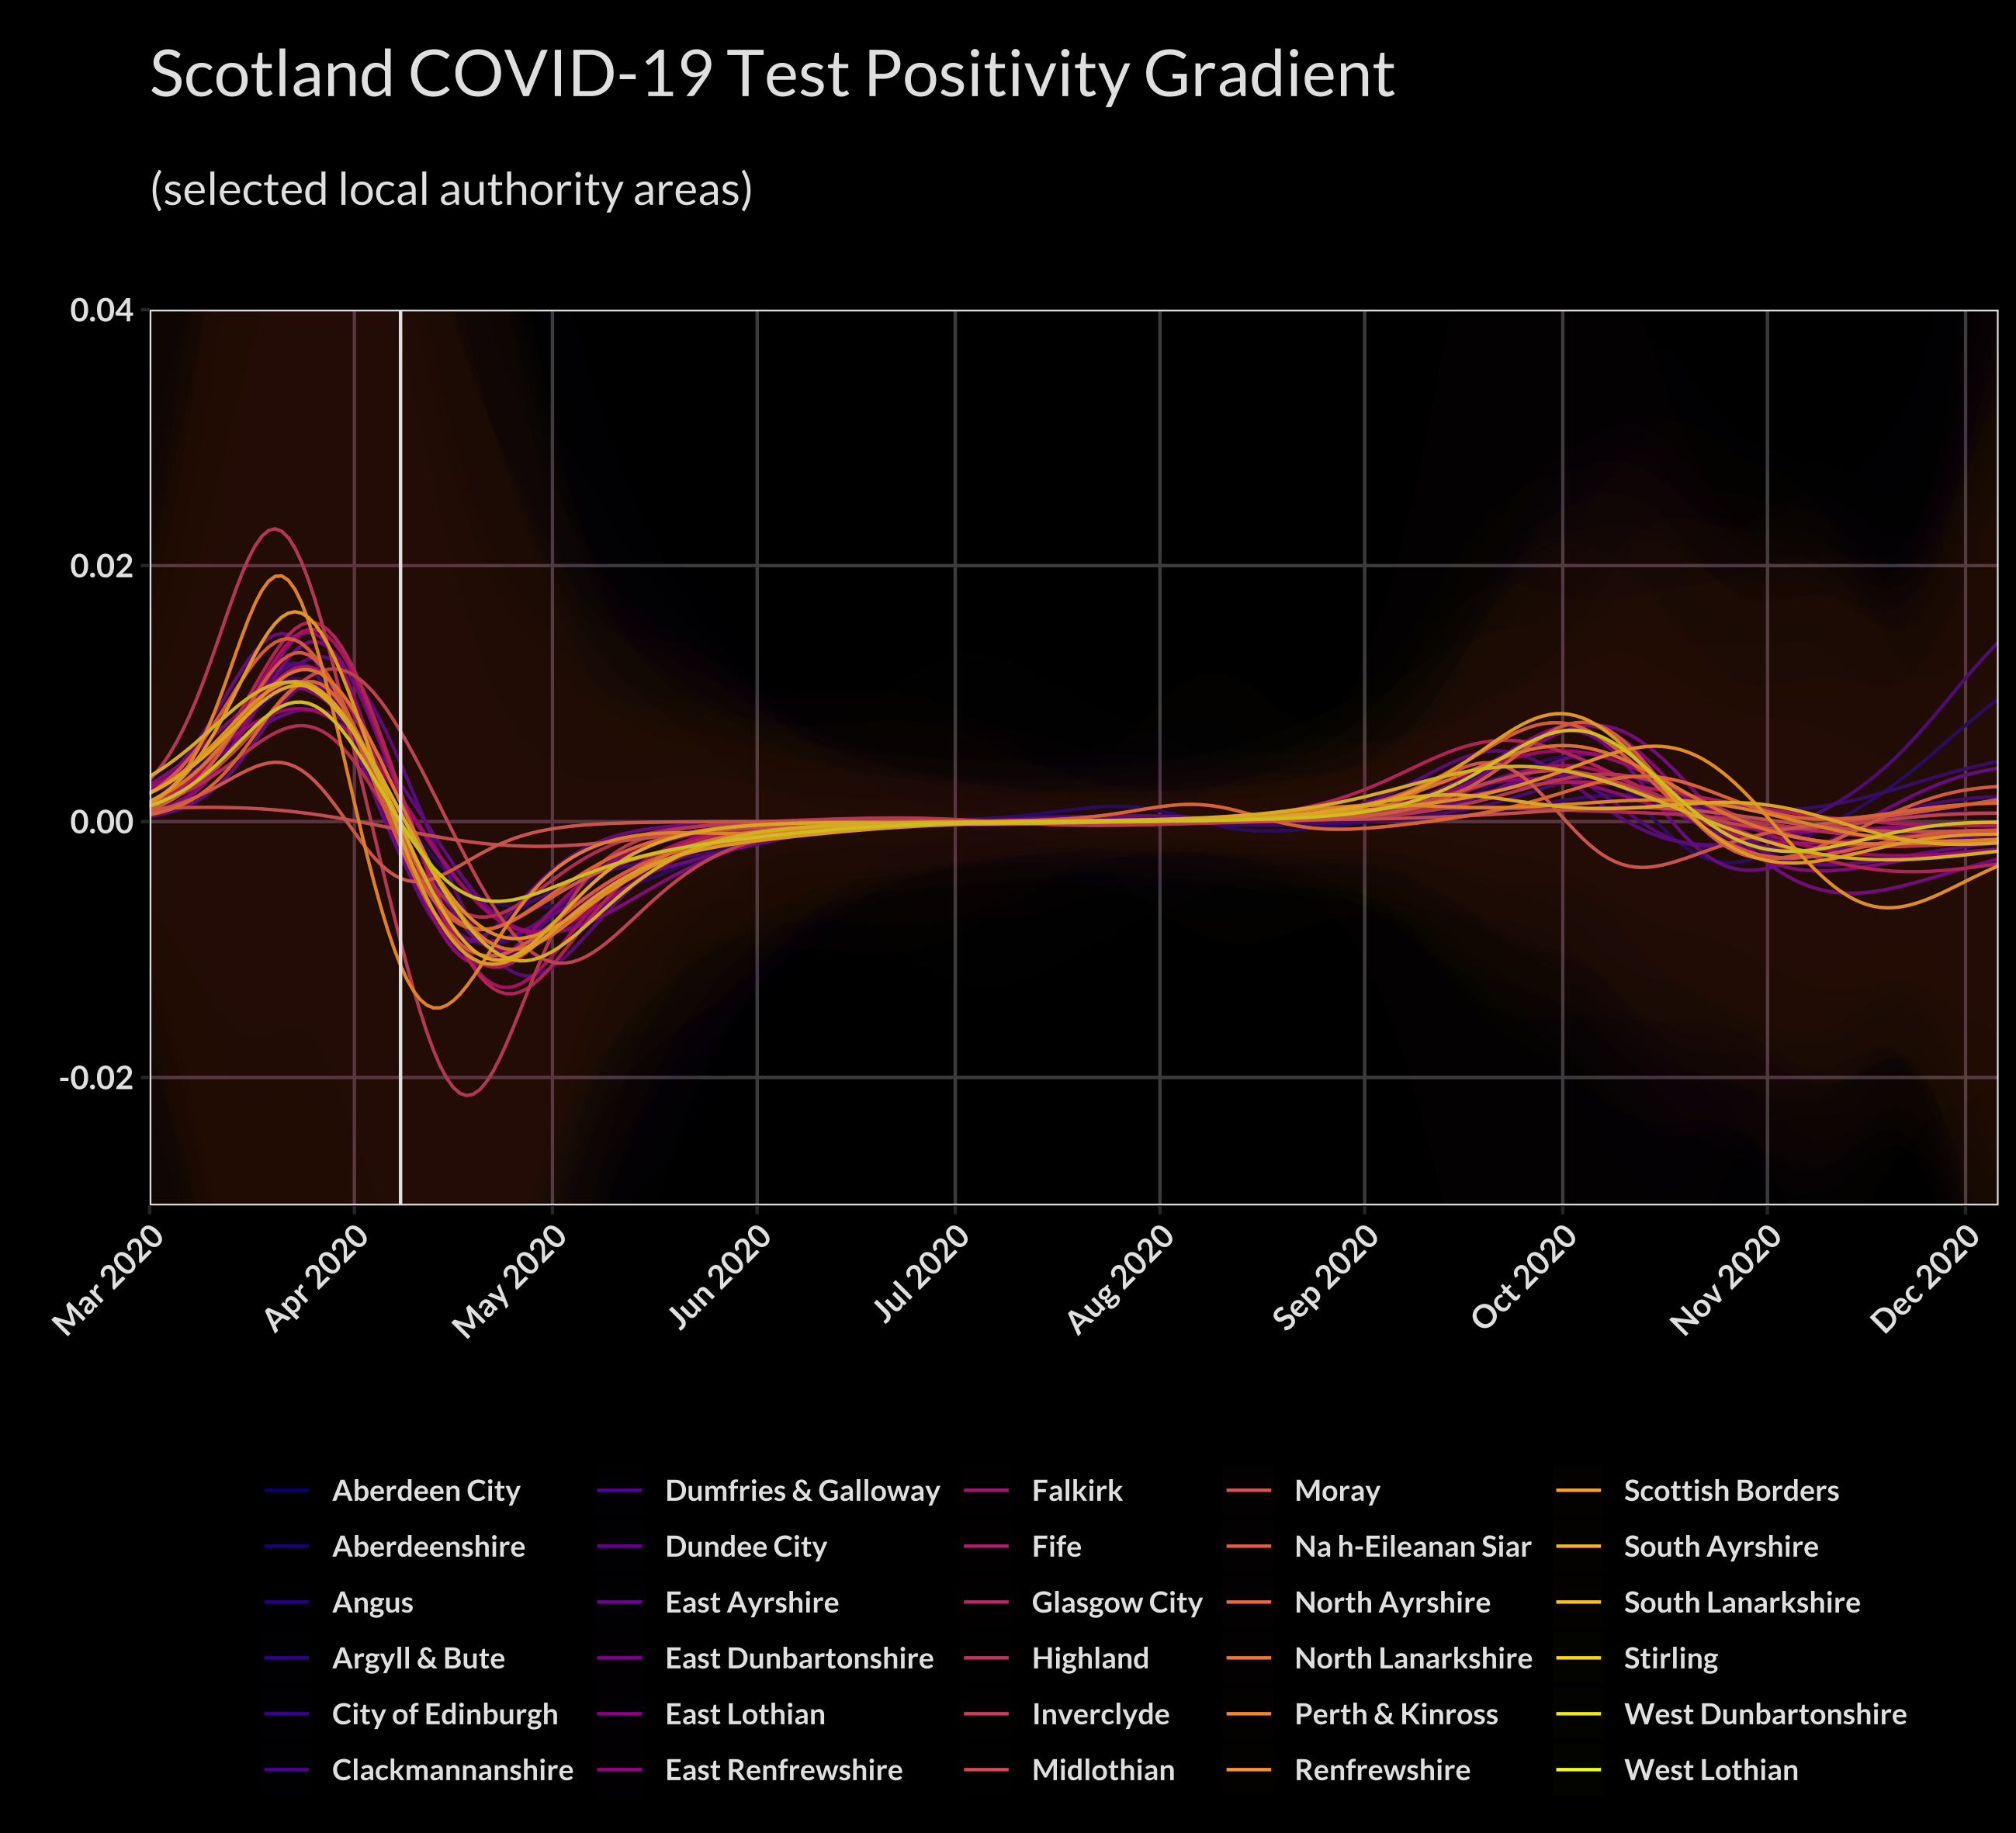 Scotland COVID-19 Test Positivity Gradient
(selected local authority areas)
0.04
0.02
0.00
-0.02
Mar 2020
Apr 2020
May 2020
Jun 2020
Jul 2020
Aug 2020
Sep 2020
Oct 2020
Nov 2020
Dec 2020
Aberdeen City
Aberdeenshire
Angus
Argyll & Bute
City of Edinburgh
Clackmannanshire
Dumfries & Galloway
Dundee City
East Ayrshire
East Dunbartonshire
East Lothian
East Renfrewshire
Falkirk
Fife
Glasgow City
Highland
Inverclyde
Midlothian
Moray
Na h-Eileanan Siar
North Ayrshire
North Lanarkshire
Perth & Kinross
Renfrewshire
Scottish Borders
South Ayrshire
South Lanarkshire
Stirling
West Dunbartonshire
West Lothian